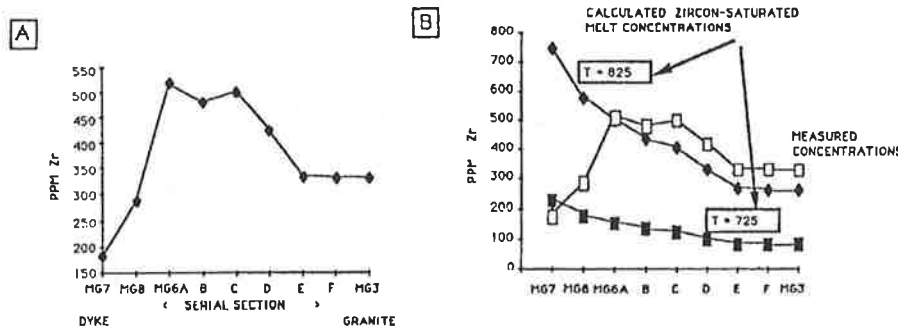 A
PPM Zr
550
500
450
400
350
300
250
200
150
MG7 MG8 MG6A B C D E F MG3
< SERIAL SECTION >
DYKE GRANITE
B
CALCULATED ZIRCON-SATURATED
MELT CONCENTRATIONS
PPM Zr
800
700
600
500
400
300
200
100
0
T = 825
MEASURED
CONCENTRATIONS
T = 725
MG7 MG8 MG6A B C D E F MG3